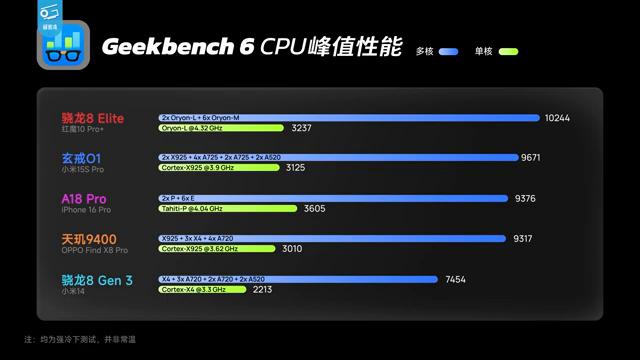 极客湾
Geekbench 6 CPU峰值性能
多核
单核
骁龙8 Elite
红魔10 Pro+
2x Oryon-L + 6x Oryon-M
10244
Oryon-L @4.32 GHz
3237
玄戒O1
小米15S Pro
2x X925 + 4x A725 + 2x A725 + 2x A520
9671
Cortex-X925 @3.9 GHz
3125
A18 Pro
iPhone 16 Pro
2x P + 6x E
9376
Tahiti-P @4.04 GHz
3605
天玑9400
OPPO Find X8 Pro
X925 + 3x X4 + 4x A720
9317
Cortex-X925 @3.62 GHz
3010
骁龙8 Gen 3
小米14
X4 + 3x A720 + 2x A720 + 2x A520
7454
Cortex-X4 @3.3 GHz
2213
注：均为强冷下测试，并非常温